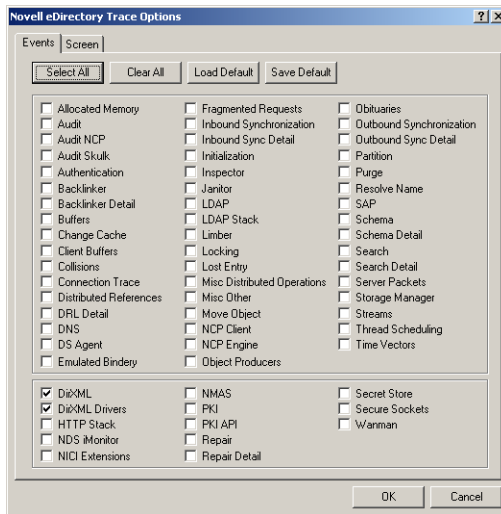 Novell eDirectory Trace Options
Events Screen
Select All Clear All Load Default Save Default
Allocated Memory
Audit
Audit NCP
Audit Skulk
Authentication
Backlinker
Backlinker Detail
Buffers
Change Cache
Client Buffers
Collisions
Connection Trace
Distributed References
DRL Detail
DNS
DS Agent
Emulated Bindery
Fragmented Requests
Inbound Synchronization
Inbound Sync Detail
Initialization
Inspector
Janitor
LDAP
LDAP Stack
Limber
Locking
Lost Entry
Misc Distributed Operations
Misc Other
Move Object
NCP Client
NCP Engine
Object Producers
Obituaries
Outbound Synchronization
Outbound Sync Detail
Partition
Purge
Resolve Name
SAP
Schema
Schema Detail
Search
Search Detail
Server Packets
Storage Manager
Streams
Thread Scheduling
Time Vectors
DirXML
DirXML Drivers
HTTP Stack
NDS iMonitor
NICI Extensions
NMAS
PKI
PKI API
Repair
Repair Detail
Secret Store
Secure Sockets
Wanman
OK Cancel